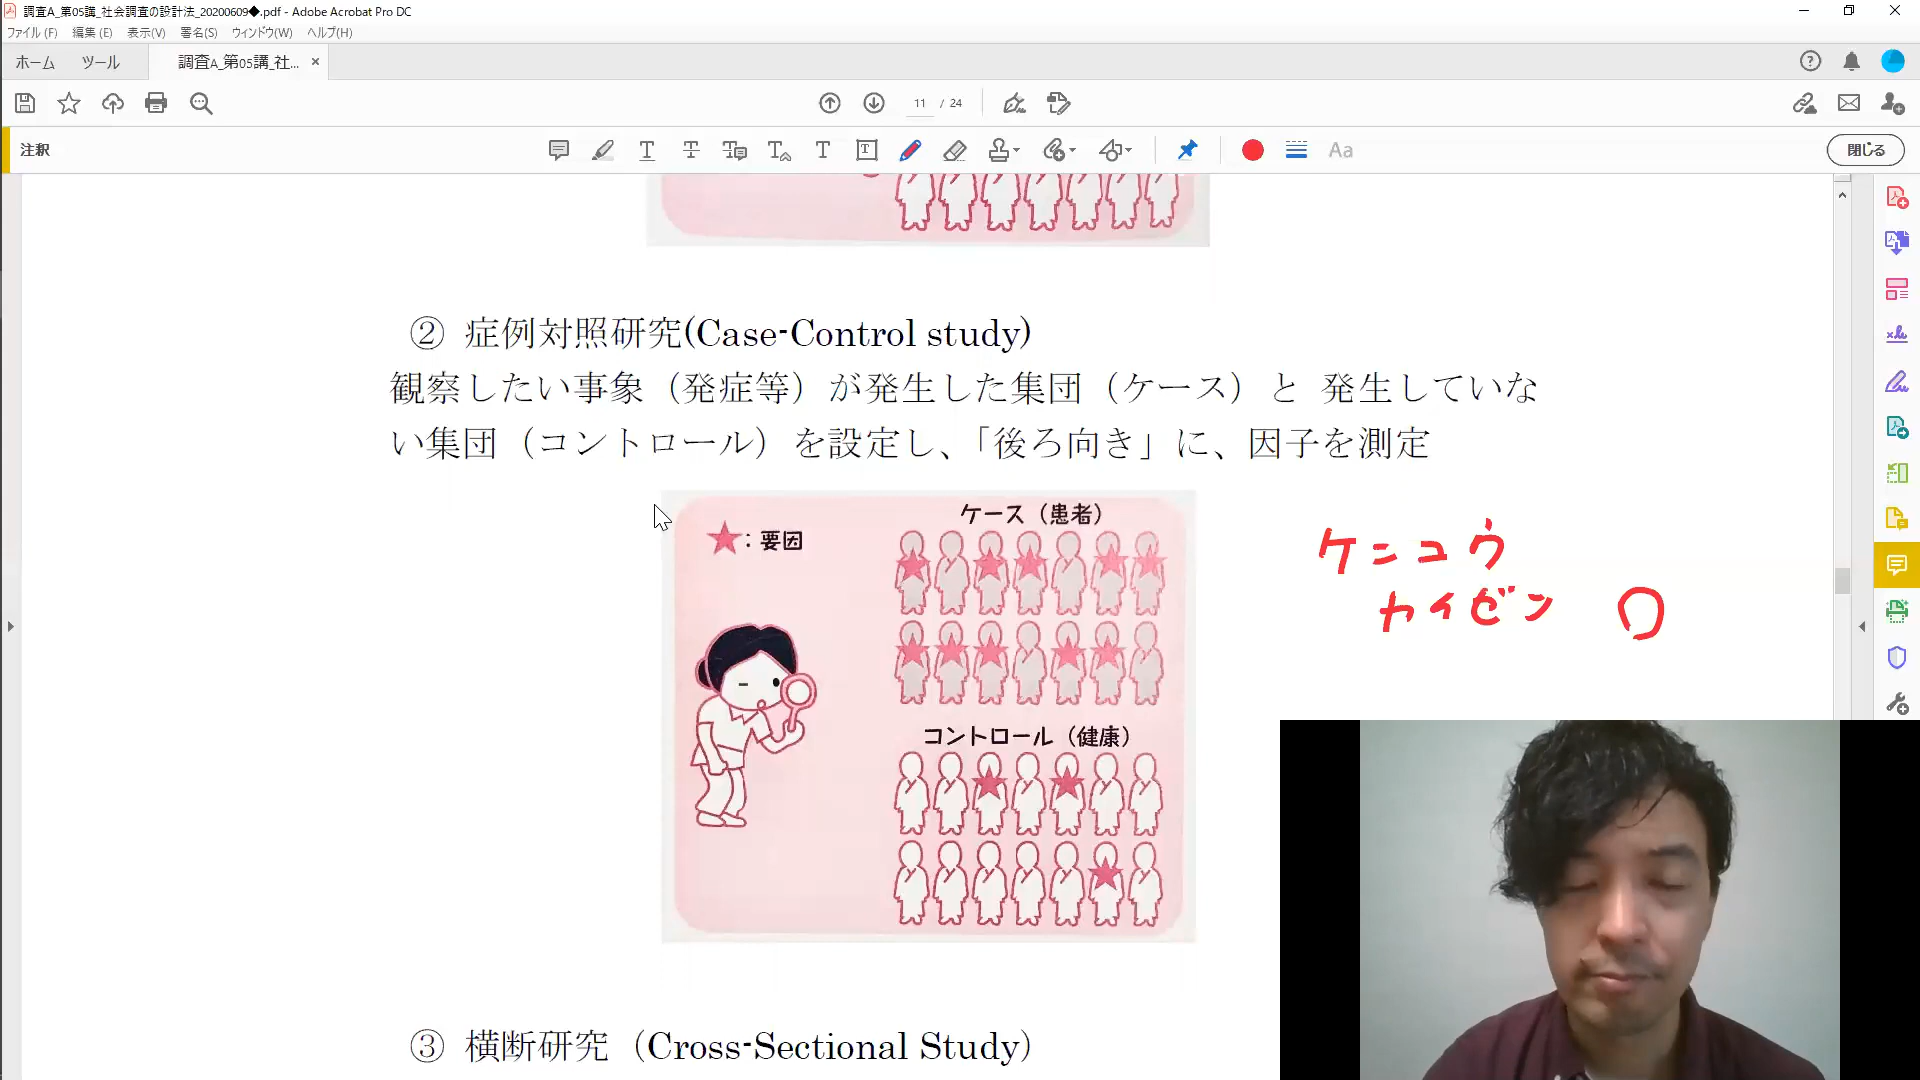 調査A_第05講_社会調査の設計法_20200609◆.pdf - Adobe Acrobat Pro DC
ファイル(F) 編集(E) 表示(V) 署名(S) ウィンドウ(W) ヘルプ(H)
ホーム ツール 調査A_第05講_社... ×
11 / 24
注釈 Aa 閉じる
② 症例対照研究(Case-Control study)
観察したい事象（発症等）が発生した集団（ケース）と 発生していな
い集団（コントロール）を設定し、「後ろ向き」に、因子を測定
★：要因
ケース（患者）
コントロール（健康）
ケンコウ
カイゼン
③ 横断研究（Cross-Sectional Study）